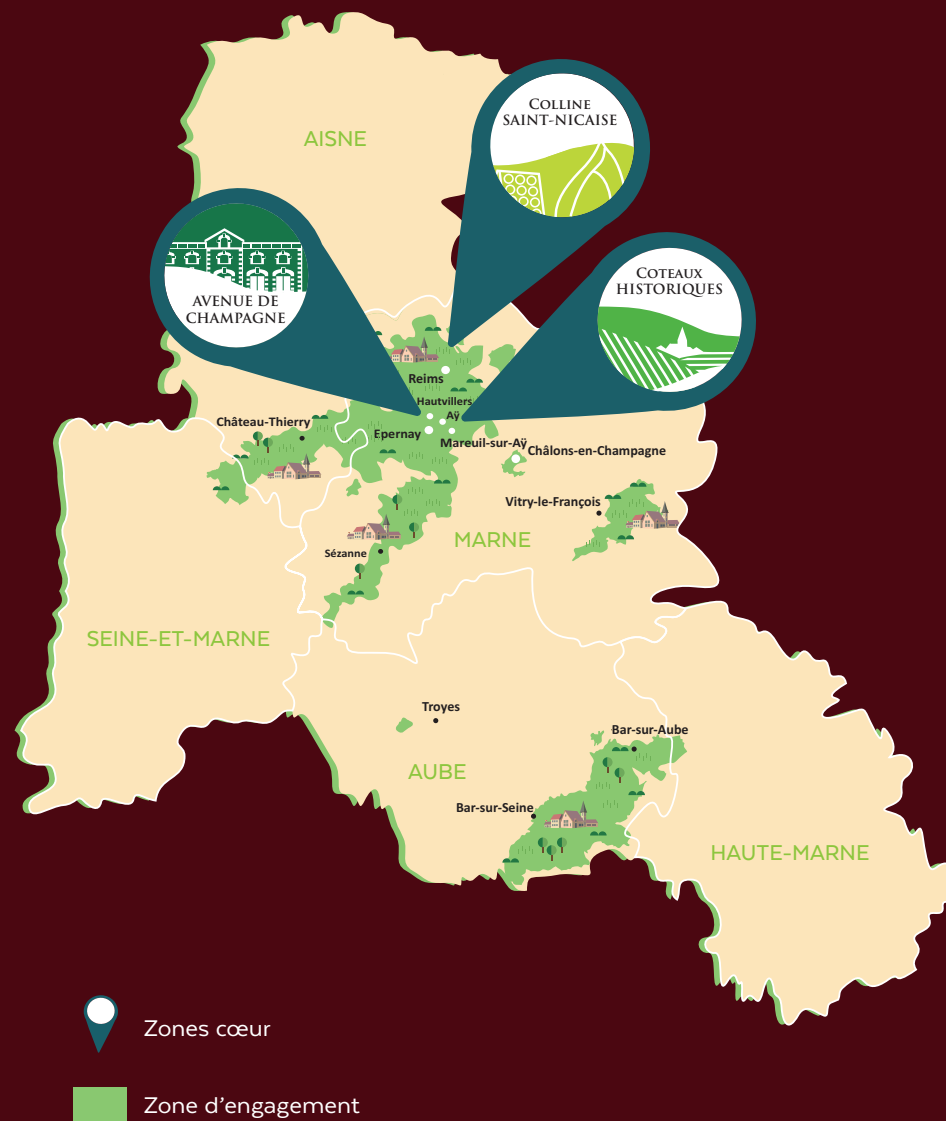 AISNE
COLLINE
SAINT-NICAISE
AVENUE DE
CHAMPAGNE
COTEAUX
HISTORIQUES
Reims
Hautvillers
Aÿ
Château-Thierry
Epernay
Mareuil-sur-Aÿ
Châlons-en-Champagne
Vitry-le-François
MARNE
Sézanne
SEINE-ET-MARNE
Troyes
Bar-sur-Aube
AUBE
Bar-sur-Seine
HAUTE-MARNE
Zones cœur
Zone d’engagement